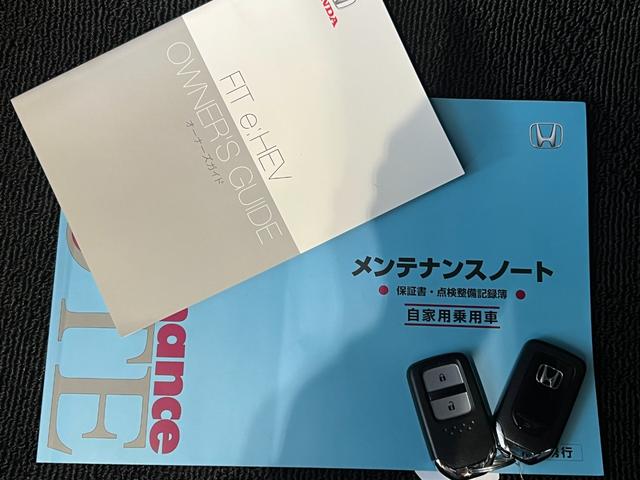 HONDA
FIT e:HEV
OWNER'S GUIDE
オーナーズガイド
メンテナンスノート
保証書・点検整備記録簿
自家用乗用車